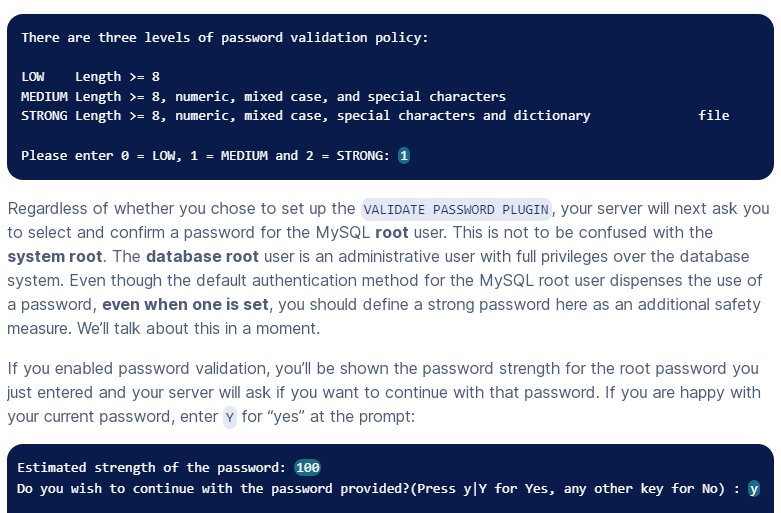 There are three levels of password validation policy:
LOW    Length >= 8
MEDIUM Length >= 8, numeric, mixed case, and special characters
STRONG Length >= 8, numeric, mixed case, special characters and dictionary              file
Please enter 0 = LOW, 1 = MEDIUM and 2 = STRONG: 1
Regardless of whether you chose to set up the VALIDATE PASSWORD PLUGIN, your server will next ask you
to select and confirm a password for the MySQL root user. This is not to be confused with the
system root. The database root user is an administrative user with full privileges over the database
system. Even though the default authentication method for the MySQL root user dispenses the use of
a password, even when one is set, you should define a strong password here as an additional safety
measure. We’ll talk about this in a moment.
If you enabled password validation, you’ll be shown the password strength for the root password you
just entered and your server will ask if you want to continue with that password. If you are happy with
your current password, enter Y for “yes” at the prompt:
Estimated strength of the password: 100
Do you wish to continue with the password provided?(Press y|Y for Yes, any other key for No) : y